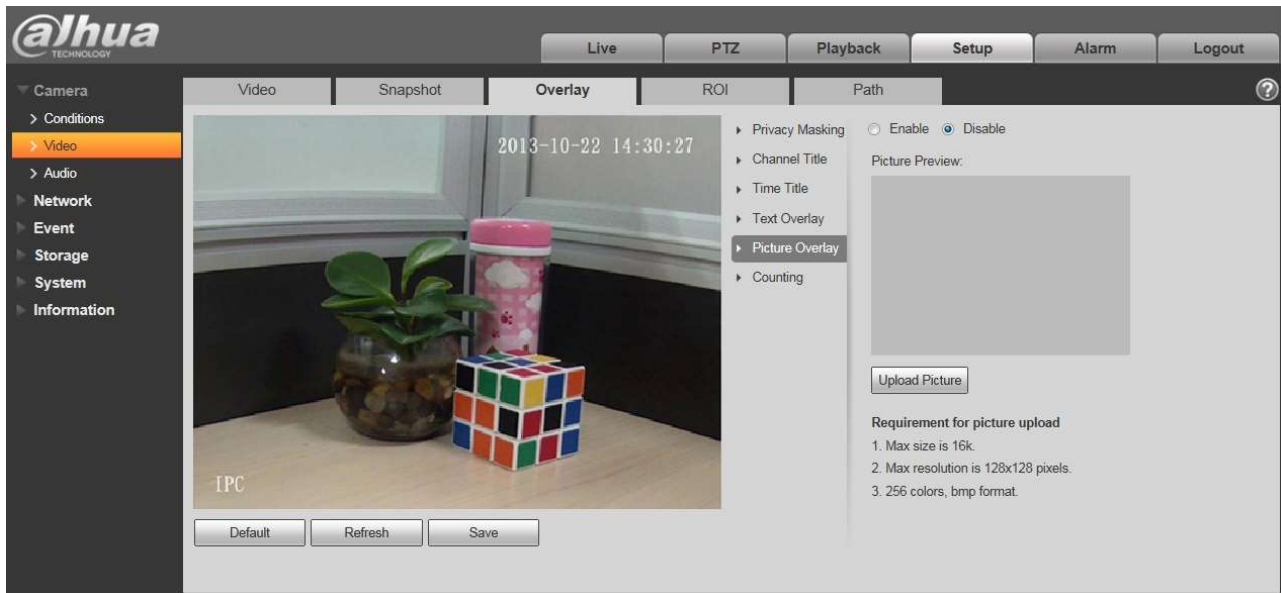 alhua
TECHNOLOGY
Live
PTZ
Playback
Setup
Alarm
Logout
Camera
Conditions
Video
Audio
Network
Event
Storage
System
Information
Video
Snapshot
Overlay
ROI
Path
?
2013-10-22 14:30:27
IPC
Default
Refresh
Save
Privacy Masking
Channel Title
Time Title
Text Overlay
Picture Overlay
Counting
Enable
Disable
Picture Preview:
Upload Picture
Requirement for picture upload
1. Max size is 16k.
2. Max resolution is 128x128 pixels.
3. 256 colors, bmp format.